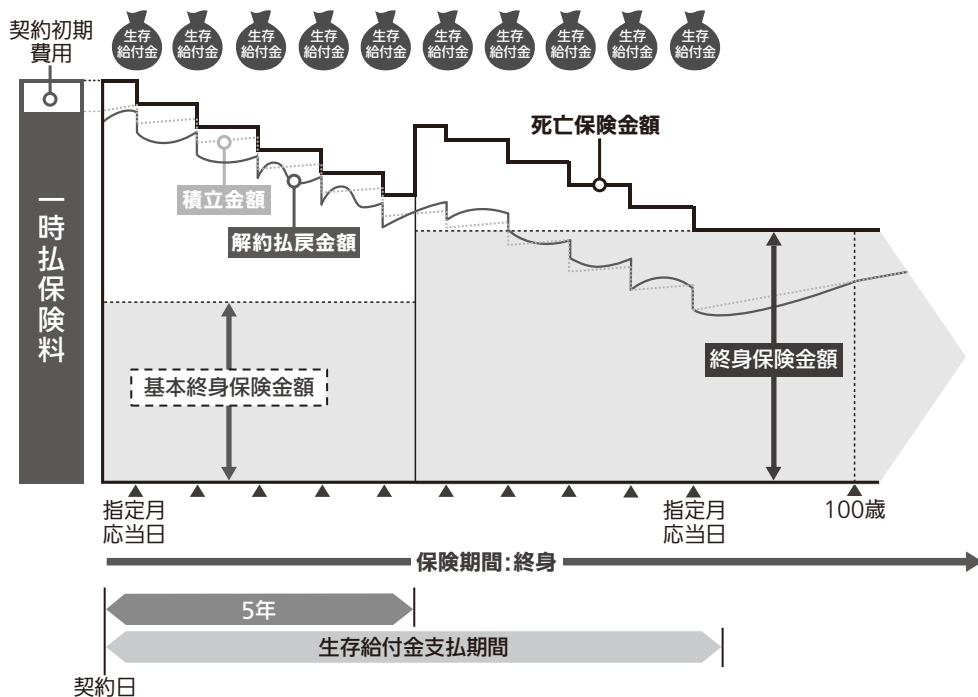 契約初期
費用
生存
給付金
生存
給付金
生存
給付金
生存
給付金
生存
給付金
生存
給付金
生存
給付金
生存
給付金
生存
給付金
生存
給付金
一時払保険料
死亡保険金額
積立金額
解約払戻金額
基本終身保険金額
終身保険金額
指定月
応当日
指定月
応当日
100歳
保険期間:終身
5年
生存給付金支払期間
契約日